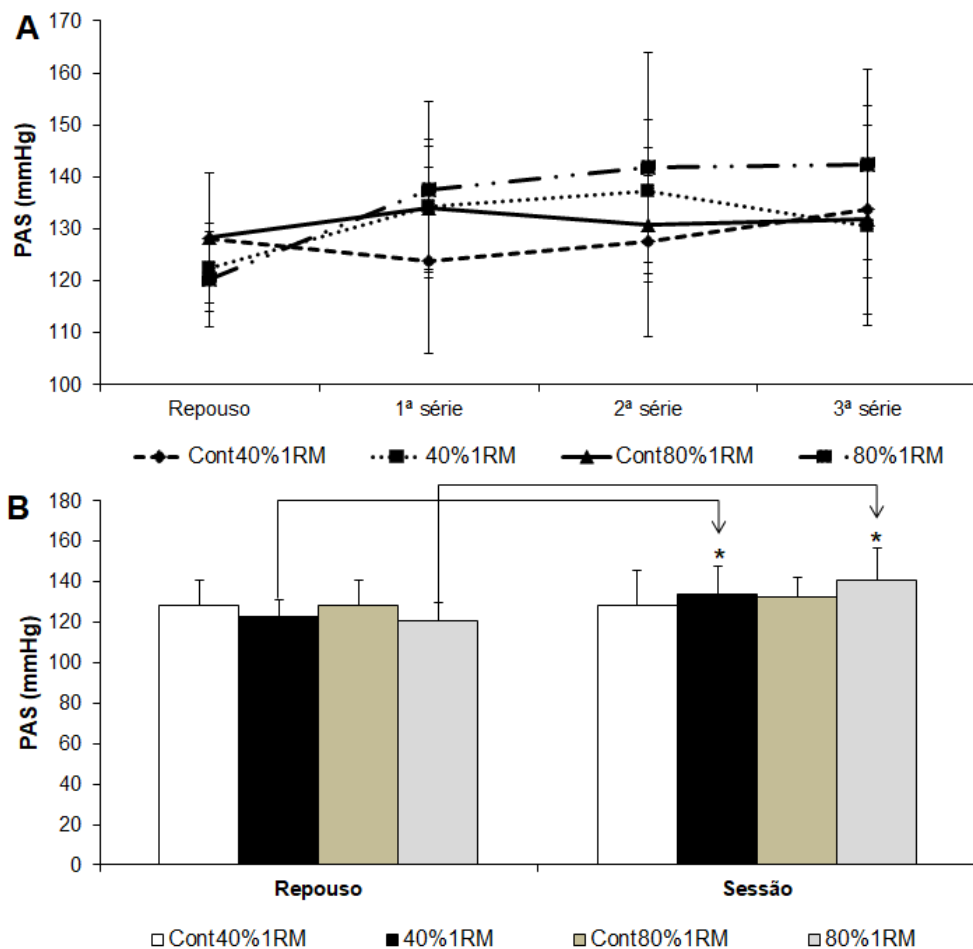 A
PAS (mmHg)
170
160
150
140
130
120
110
100
Repouso 1ª série 2ª série 3ª série
Cont40%1RM 40%1RM Cont80%1RM 80%1RM
B
PAS (mmHg)
180
160
140
120
100
80
60
40
20
0
* *
Repouso Sessão
Cont40%1RM 40%1RM Cont80%1RM 80%1RM